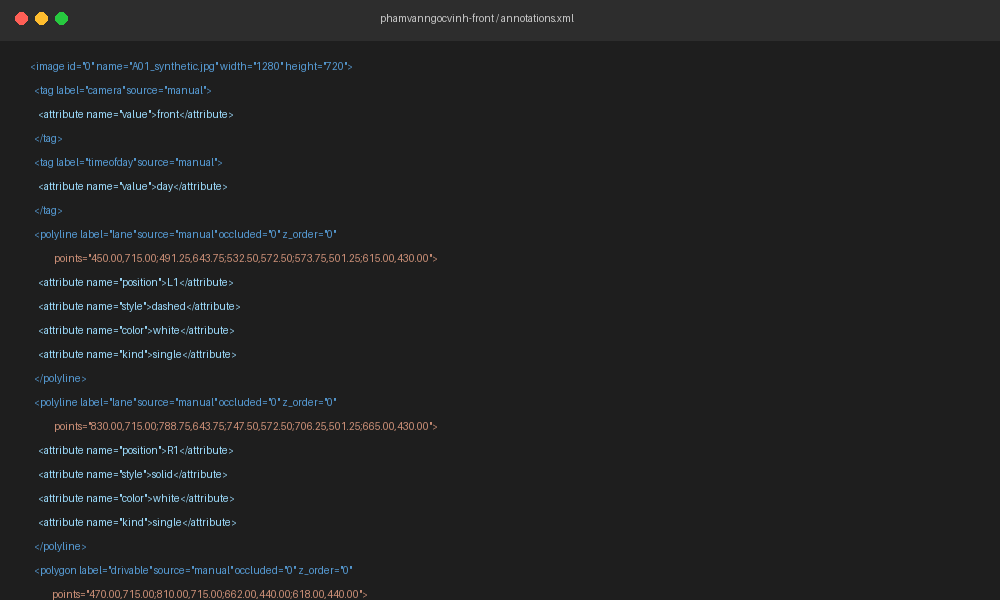 phamvanngocvinh-front / annotations.xml
<image id="0" name="A01_synthetic.jpg" width="1280" height="720">
<tag label="camera" source="manual">
<attribute name="value">front</attribute>
</tag>
<tag label="timeofday" source="manual">
<attribute name="value">day</attribute>
</tag>
<polyline label="lane" source="manual" occluded="0" z_order="0"
points="450.00,715.00;491.25,643.75;532.50,572.50;573.75,501.25;615.00,430.00">
<attribute name="position">L1</attribute>
<attribute name="style">dashed</attribute>
<attribute name="color">white</attribute>
<attribute name="kind">single</attribute>
</polyline>
<polyline label="lane" source="manual" occluded="0" z_order="0"
points="830.00,715.00;788.75,643.75;747.50,572.50;706.25,501.25;665.00,430.00">
<attribute name="position">R1</attribute>
<attribute name="style">solid</attribute>
<attribute name="color">white</attribute>
<attribute name="kind">single</attribute>
</polyline>
<polygon label="drivable" source="manual" occluded="0" z_order="0"
points="470.00,715.00;810.00,715.00;662.00,440.00;618.00,440.00">